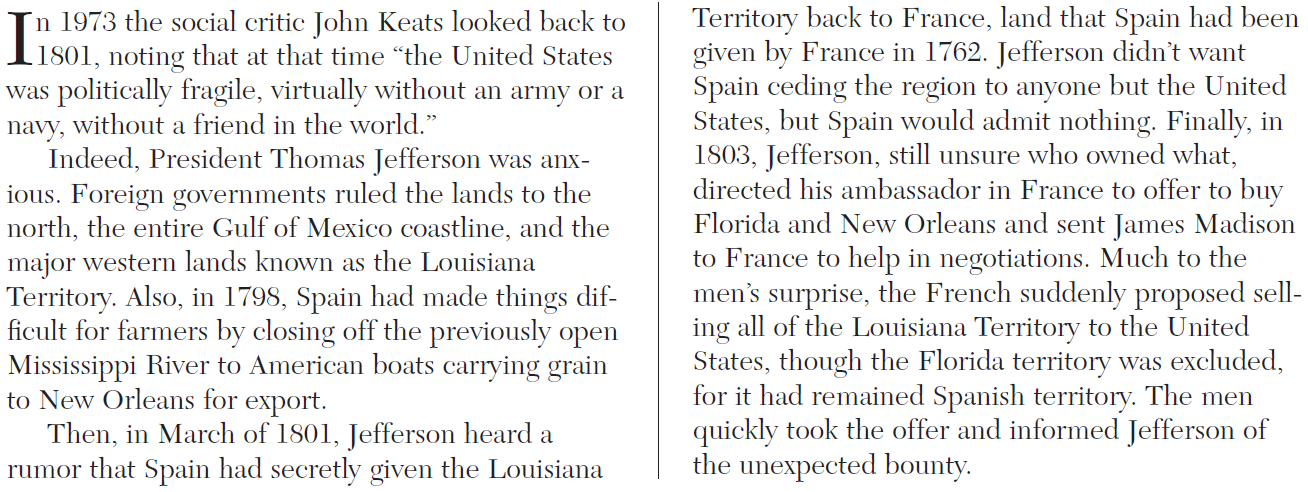 In 1973 the social critic John Keats looked back to
1801, noting that at that time “the United States
was politically fragile, virtually without an army or a
navy, without a friend in the world.”
Indeed, President Thomas Jefferson was anx-
ious. Foreign governments ruled the lands to the
north, the entire Gulf of Mexico coastline, and the
major western lands known as the Louisiana
Territory. Also, in 1798, Spain had made things dif-
ficult for farmers by closing off the previously open
Mississippi River to American boats carrying grain
to New Orleans for export.
Then, in March of 1801, Jefferson heard a
rumor that Spain had secretly given the Louisiana
Territory back to France, land that Spain had been
given by France in 1762. Jefferson didn’t want
Spain ceding the region to anyone but the United
States, but Spain would admit nothing. Finally, in
1803, Jefferson, still unsure who owned what,
directed his ambassador in France to offer to buy
Florida and New Orleans and sent James Madison
to France to help in negotiations. Much to the
men’s surprise, the French suddenly proposed sell-
ing all of the Louisiana Territory to the United
States, though the Florida territory was excluded,
for it had remained Spanish territory. The men
quickly took the offer and informed Jefferson of
the unexpected bounty.